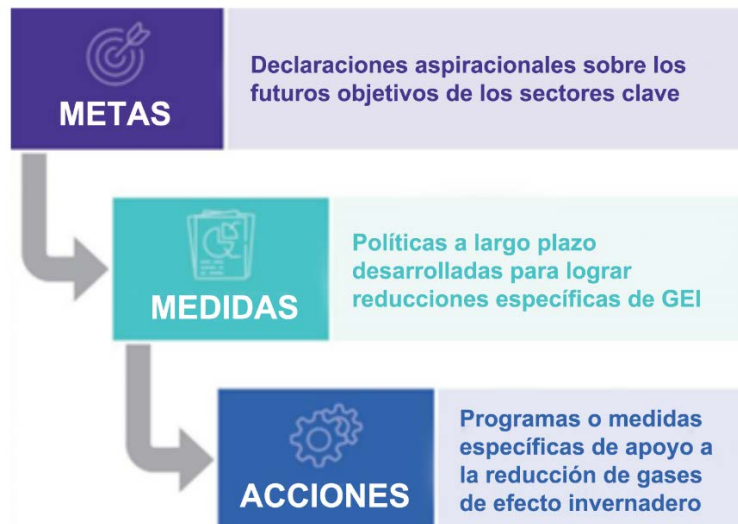 METAS
Declaraciones aspiracionales sobre los
futuros objetivos de los sectores clave
MEDIDAS
Políticas a largo plazo
desarrolladas para lograr
reducciones específicas de GEI
ACCIONES
Programas o medidas
específicas de apoyo a
la reducción de gases
de efecto invernadero